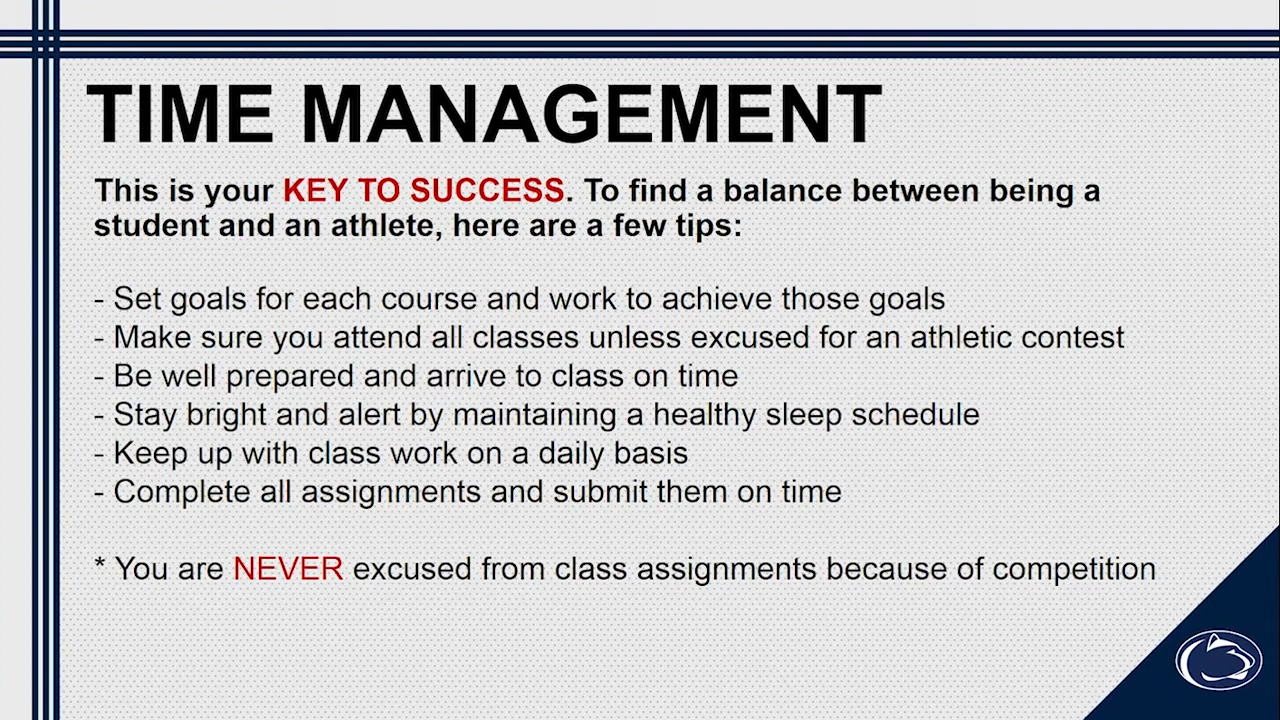 TIME MANAGEMENT
This is your KEY TO SUCCESS. To find a balance between being a
student and an athlete, here are a few tips:
- Set goals for each course and work to achieve those goals
- Make sure you attend all classes unless excused for an athletic contest
- Be well prepared and arrive to class on time
- Stay bright and alert by maintaining a healthy sleep schedule
- Keep up with class work on a daily basis
- Complete all assignments and submit them on time
* You are NEVER excused from class assignments because of competition